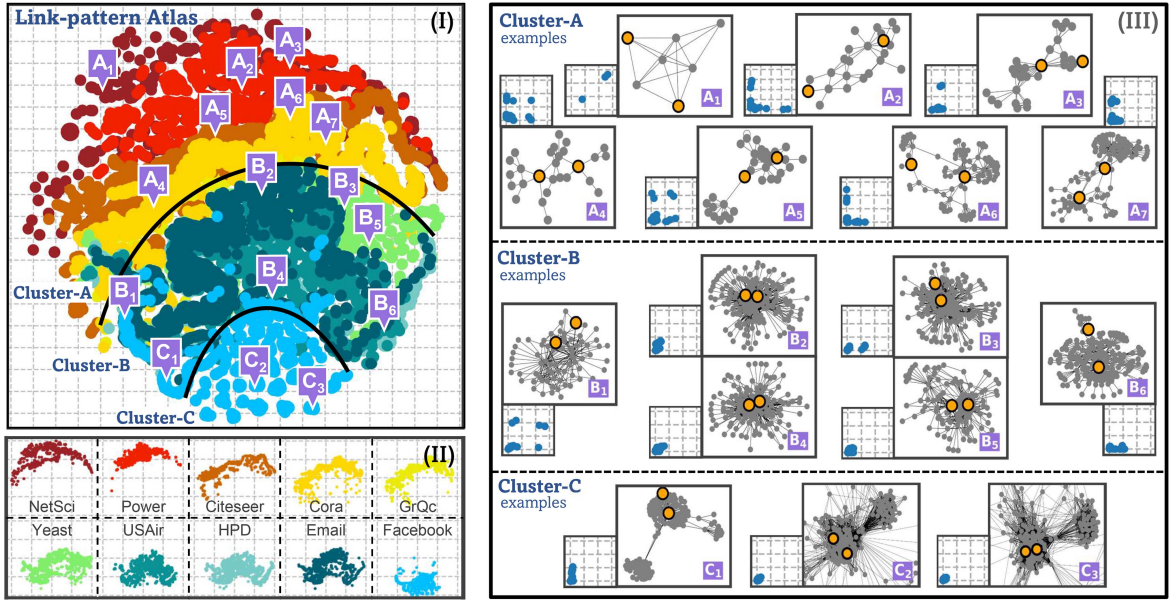 Link-pattern Atlas
(I)
A1
A2
A3
A6
A5
A7
A4
B2
B3
B5
B4
Cluster-A
B1
B6
Cluster-B
C1
C2
C3
Cluster-C
(II)
NetSci
Power
Citeseer
Cora
GrQc
Yeast
USAir
HPD
Email
Facebook
(III)
Cluster-A
examples
A1
A2
A3
A4
A5
A6
A7
Cluster-B
examples
B1
B2
B3
B6
B4
B5
Cluster-C
examples
C1
C2
C3